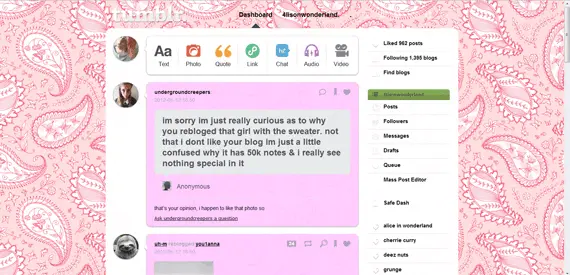 tumblr
Dashboard
4lisonwonderland.
Text
Photo
Quote
Link
Chat
Audio
Video
undergroundcreepers.
im sorry im just really curious as to why
you rebloged that girl with the sweater. not
that i dont like your blog im just a little
confused why it has 50k notes & i really see
nothing special in it
Anonymous
that's your opinion, i happen to like that photo so
Ask undergroundcreepers a question
uh-m reblogged you1anna
Liked 962 posts
Following 1,395 blogs
Find blogs
4lisonwonderland
Posts
Followers
Messages
Drafts
Queue
Mass Post Editor
Safe Dash
alice in wonderland
cherrie curry
deez nuts
grunge